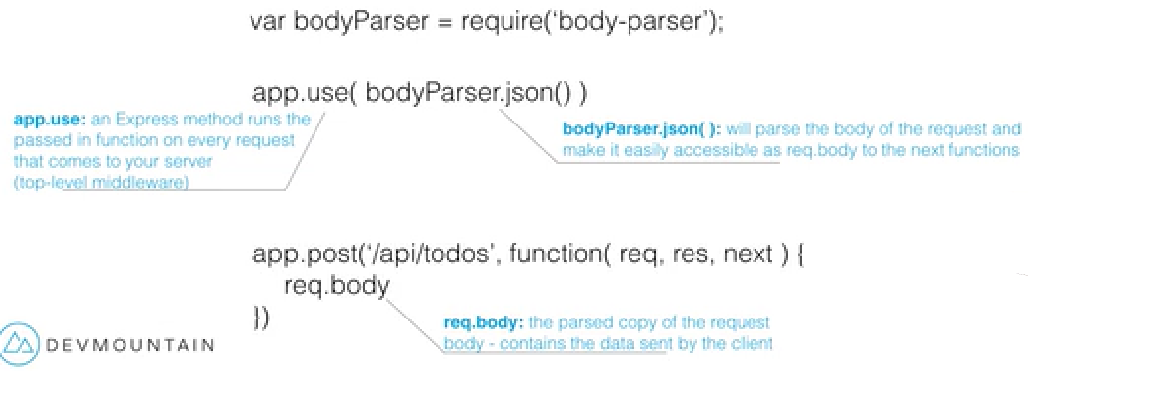 var bodyParser = require(‘body-parser’);
app.use( bodyParser.json() )
app.use: an Express method runs the
passed in function on every request
that comes to your server
(top-level middleware)
bodyParser.json( ): will parse the body of the request and
make it easily accessible as req.body to the next functions
app.post(‘/api/todos’, function( req, res, next ) {
req.body
})
req.body: the parsed copy of the request
body - contains the data sent by the client
DEVMOUNTAIN